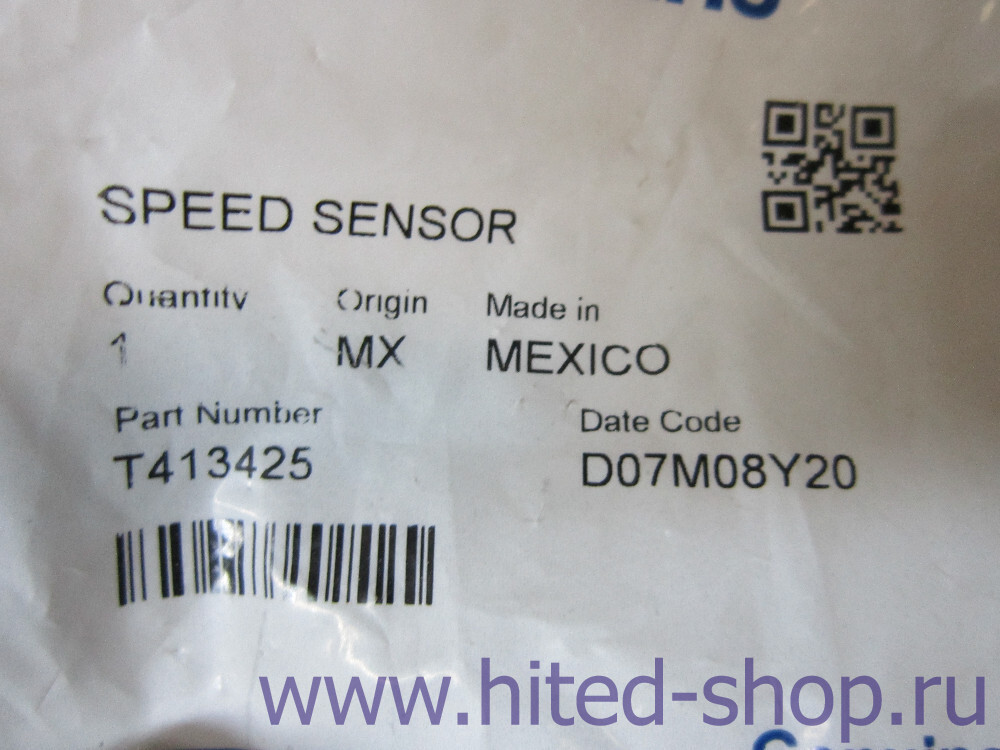 SPEED SENSOR
Quantity Origin Made in
1 MX MEXICO
Part Number Date Code
T413425 D07M08Y20
www.hited-shop.ru